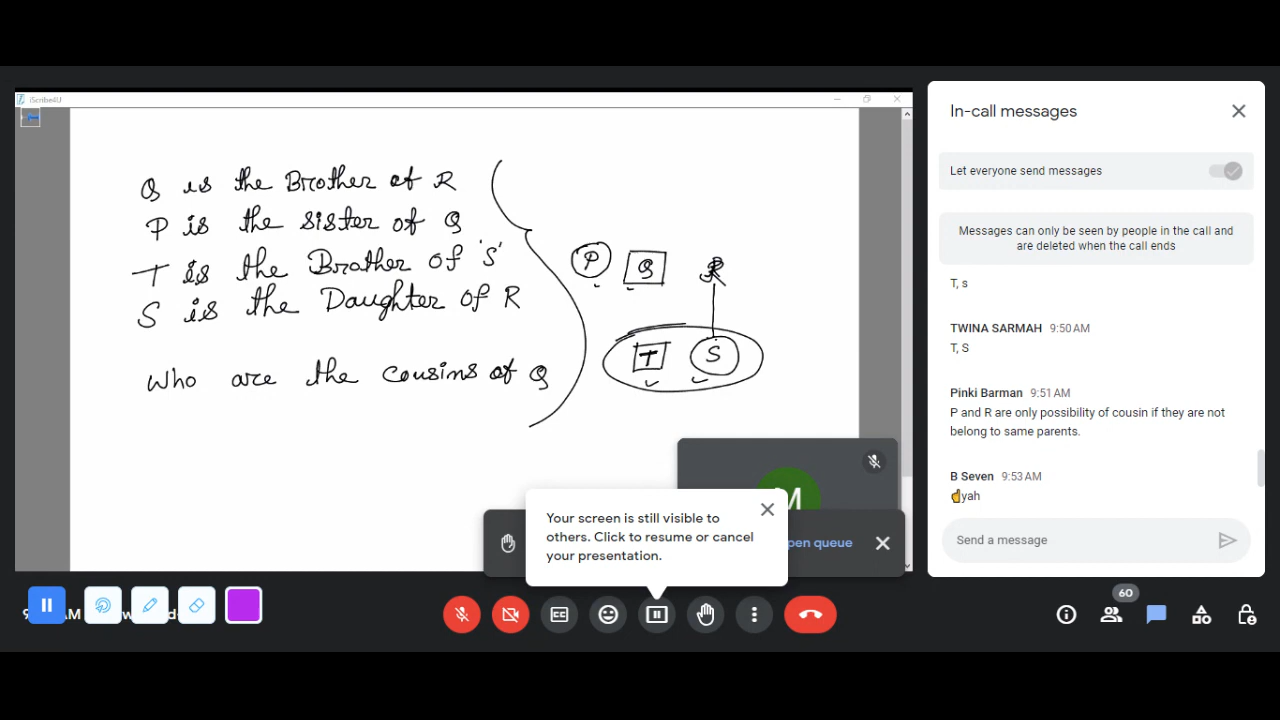 iScribe4U
Q is the Brother of R
P is the sister of Q
T is the Brather of 'S'
S is the Daughter of R
Who are the cousins of Q
P Q R
T S
In-call messages
Let everyone send messages
Messages can only be seen by people in the call and
are deleted when the call ends
T, s
TWINA SARMAH 9:50 AM
T, S
Pinki Barman 9:51 AM
P and R are only possibility of cousin if they are not
belong to same parents.
B Seven 9:53 AM
☝yah
Send a message
M
Your screen is still visible to
others. Click to resume or cancel
your presentation.
pen queue
60